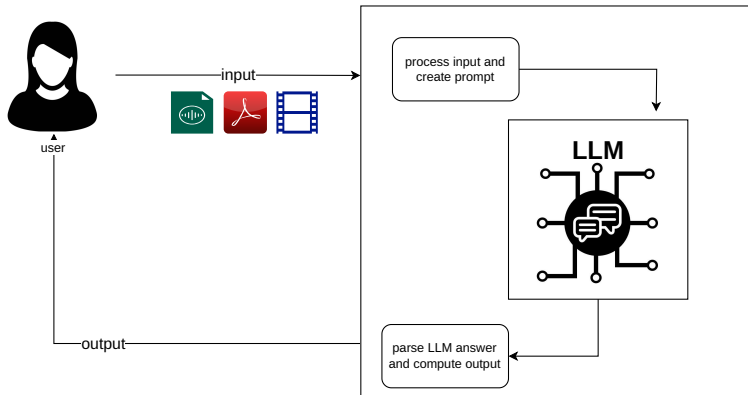 input
process input and
create prompt
user
LLM
output
parse LLM answer
and compute output